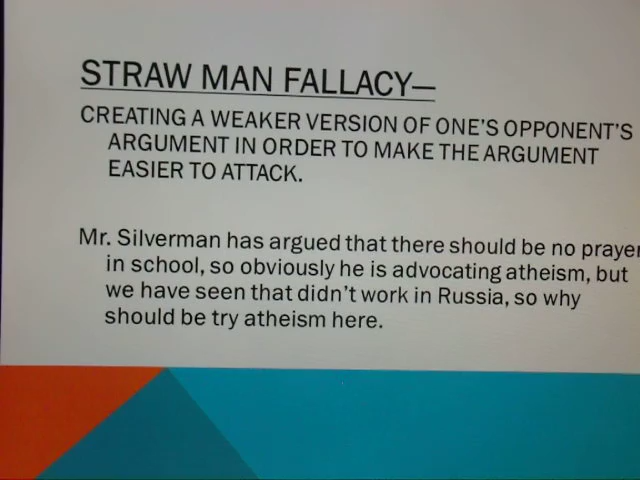 STRAW MAN FALLACY—
CREATING A WEAKER VERSION OF ONE'S OPPONENT'S
ARGUMENT IN ORDER TO MAKE THE ARGUMENT
EASIER TO ATTACK.
Mr. Silverman has argued that there should be no prayer
in school, so obviously he is advocating atheism, but
we have seen that didn't work in Russia, so why
should be try atheism here.